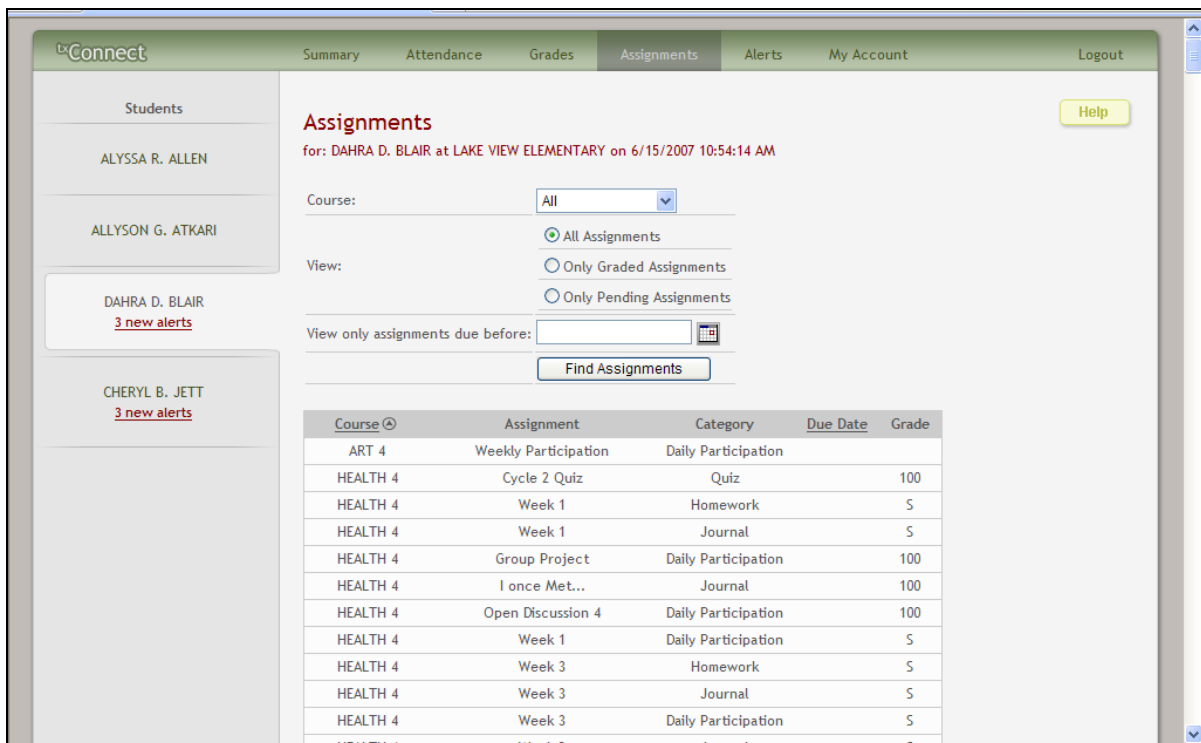 txConnect
Summary Attendance Grades Assignments Alerts My Account Logout
Students
ALYSSA R. ALLEN
ALLYSON G. ATKARI
DAHRA D. BLAIR
3 new alerts
CHERYL B. JETT
3 new alerts
Help
Assignments
for: DAHRA D. BLAIR at LAKE VIEW ELEMENTARY on 6/15/2007 10:54:14 AM
Course: All
View:
All Assignments
Only Graded Assignments
Only Pending Assignments
View only assignments due before:
Find Assignments
Course Assignment Category Due Date Grade
ART 4 Weekly Participation Daily Participation
HEALTH 4 Cycle 2 Quiz Quiz 100
HEALTH 4 Week 1 Homework S
HEALTH 4 Week 1 Journal S
HEALTH 4 Group Project Daily Participation 100
HEALTH 4 I once Met... Journal 100
HEALTH 4 Open Discussion 4 Daily Participation 100
HEALTH 4 Week 1 Daily Participation S
HEALTH 4 Week 3 Homework S
HEALTH 4 Week 3 Journal S
HEALTH 4 Week 3 Daily Participation S